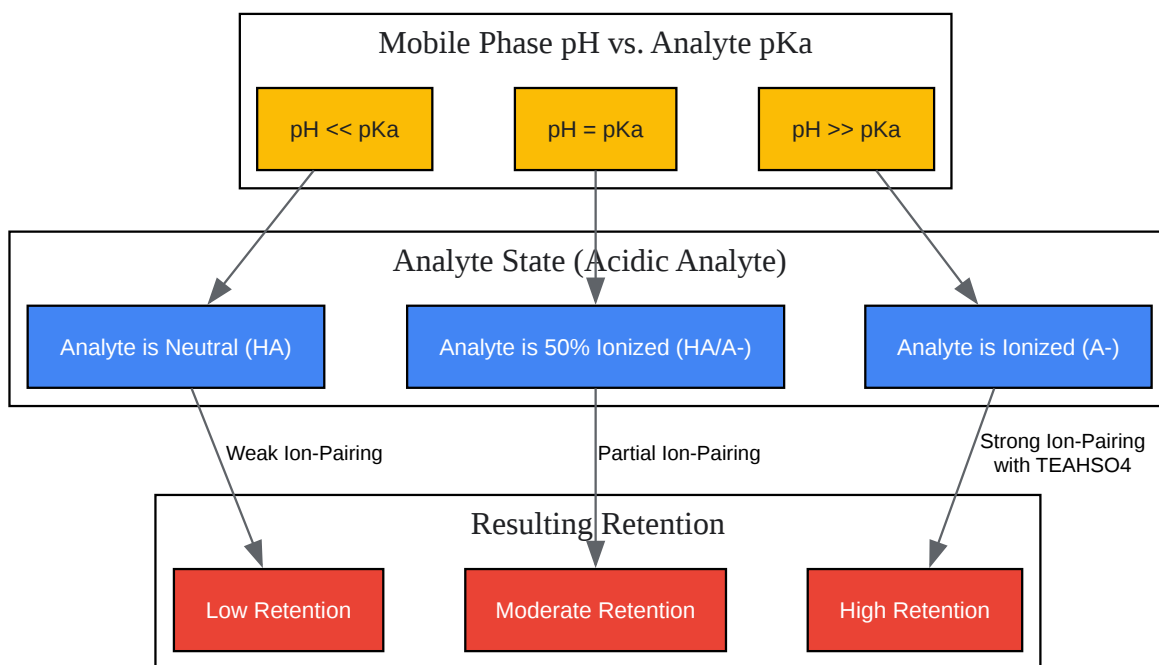 Mobile Phase pH vs. Analyte pKa
pH << pKa
pH = pKa
pH >> pKa
Analyte State (Acidic Analyte)
Analyte is Neutral (HA)
Analyte is 50% Ionized (HA/A-)
Analyte is Ionized (A-)
Weak Ion-Pairing
Partial Ion-Pairing
Strong Ion-Pairing
with TEAHSO4
Resulting Retention
Low Retention
Moderate Retention
High Retention